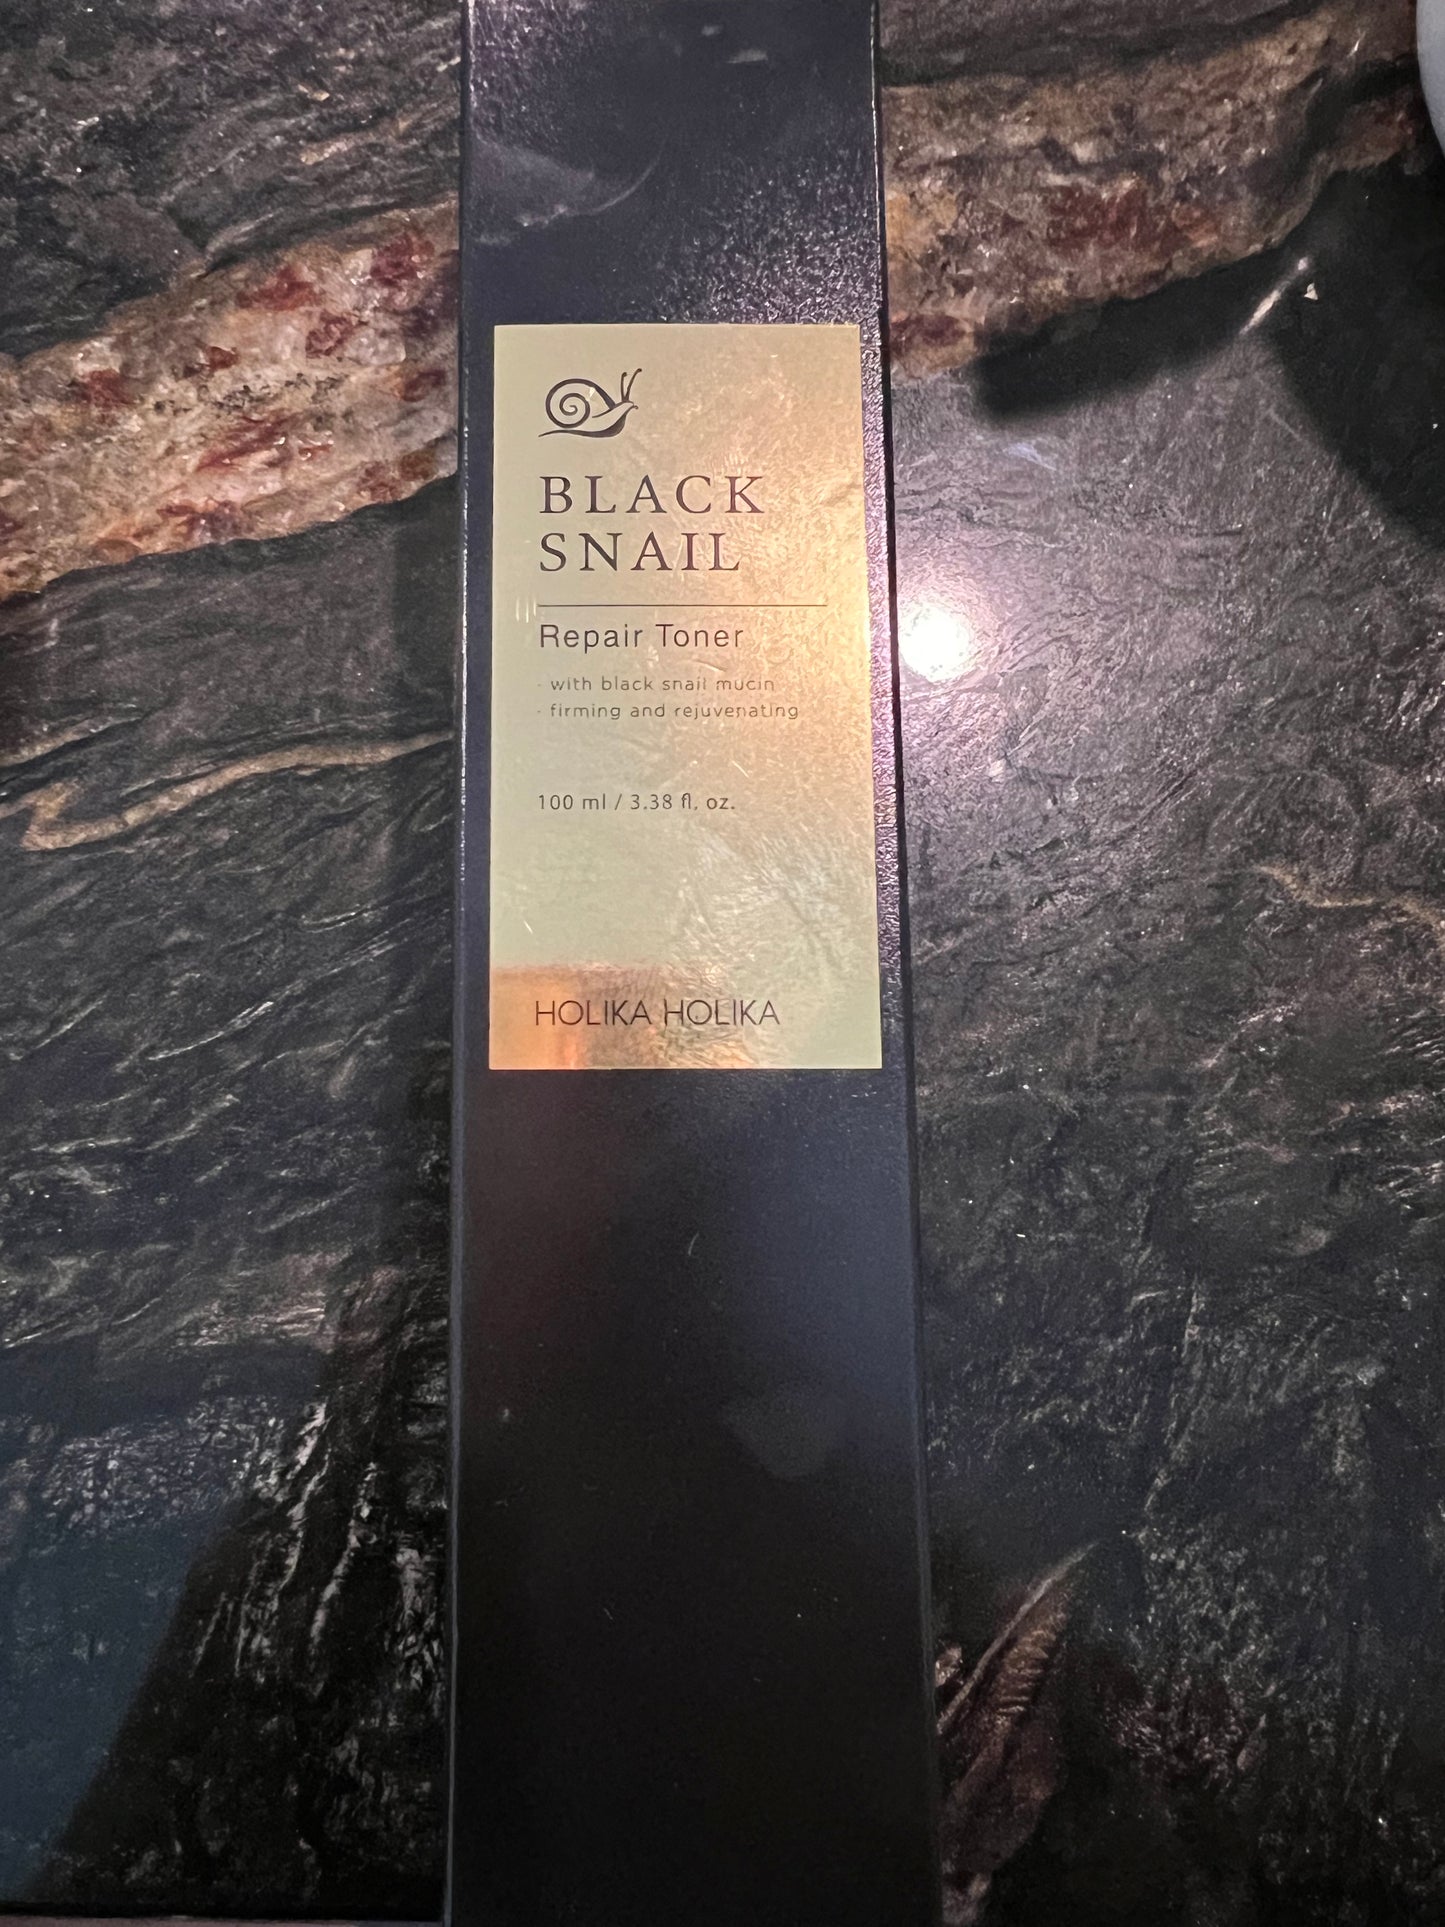 BLACK
SNAIL
Repair Toner
- with black snail mucin
- firming and rejuvenating
100 ml / 3.38 fl. oz.
HOLIKA HOLIKA